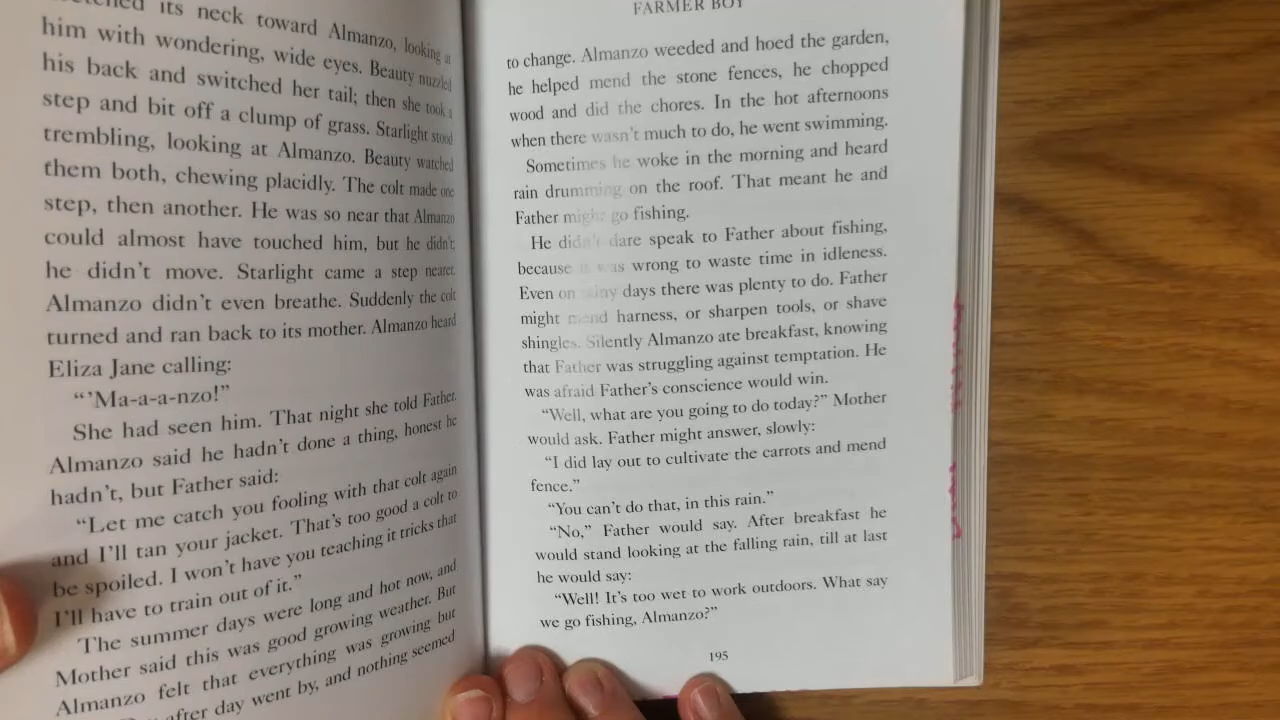 its neck toward Almanzo, looking at
him with wondering, wide eyes. Beauty nuzzled
his back and switched her tail; then she took a
step and bit off a clump of grass. Starlight stood
trembling, looking at Almanzo. Beauty watched
them both, chewing placidly. The colt made one
step, then another. He was so near that Almanzo
could almost have touched him, but he didn't;
he didn't move. Starlight came a step nearer.
Almanzo didn't even breathe. Suddenly the colt
turned and ran back to its mother. Almanzo heard
Eliza Jane calling:
“’Ma-a-a-nzo!”
She had seen him. That night she told Father.
Almanzo said he hadn't done a thing, honest he
hadn't, but Father said:
“Let me catch you fooling with that colt again
and I'll tan your jacket. That's too good a colt to
be spoiled. I won't have you teaching it tricks that
I'll have to train out of it.”
The summer days were long and hot now, and
Mother said this was good growing weather. But
Almanzo felt that everything was growing but
after day went by, and nothing seemed
FARMER BOY
to change. Almanzo weeded and hoed the garden,
he helped mend the stone fences, he chopped
wood and did the chores. In the hot afternoons
when there wasn't much to do, he went swimming.
Sometimes he woke in the morning and heard
rain drumming on the roof. That meant he and
Father might go fishing.
He didn't dare speak to Father about fishing,
because it was wrong to waste time in idleness.
Even on rainy days there was plenty to do. Father
might mend harness, or sharpen tools, or shave
shingles. Silently Almanzo ate breakfast, knowing
that Father was struggling against temptation. He
was afraid Father's conscience would win.
“Well, what are you going to do today?” Mother
would ask. Father might answer, slowly:
“I did lay out to cultivate the carrots and mend
fence.”
“You can't do that, in this rain.”
“No,” Father would say. After breakfast he
would stand looking at the falling rain, till at last
he would say:
“Well! It's too wet to work outdoors. What say
we go fishing, Almanzo?”
195